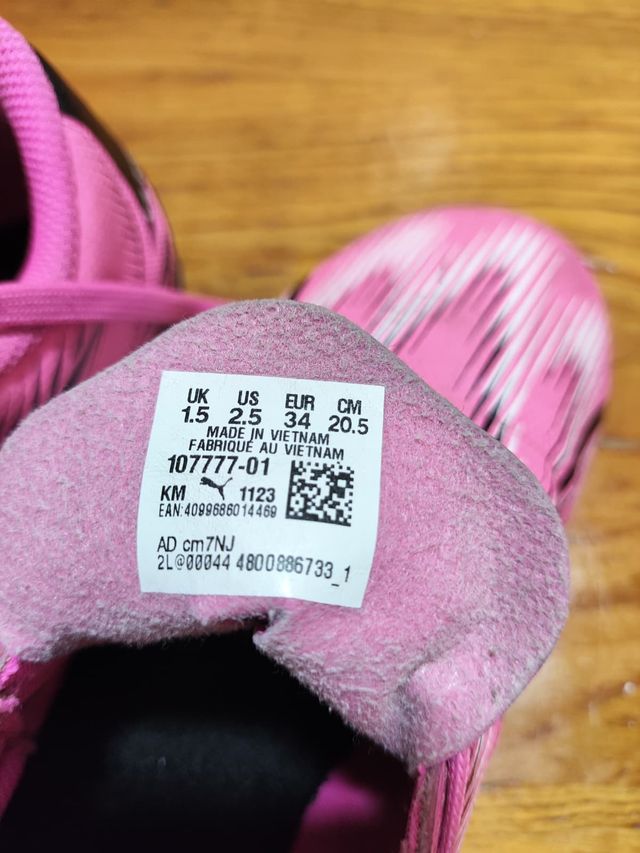 UK US EUR CM
1.5 2.5 34 20.5
MADE IN VIETNAM
FABRIQUÉ AU VIETNAM
107777-01
KM 1123
EAN:4099686014469
AD cm7NJ
2L@00044 4800886733_1